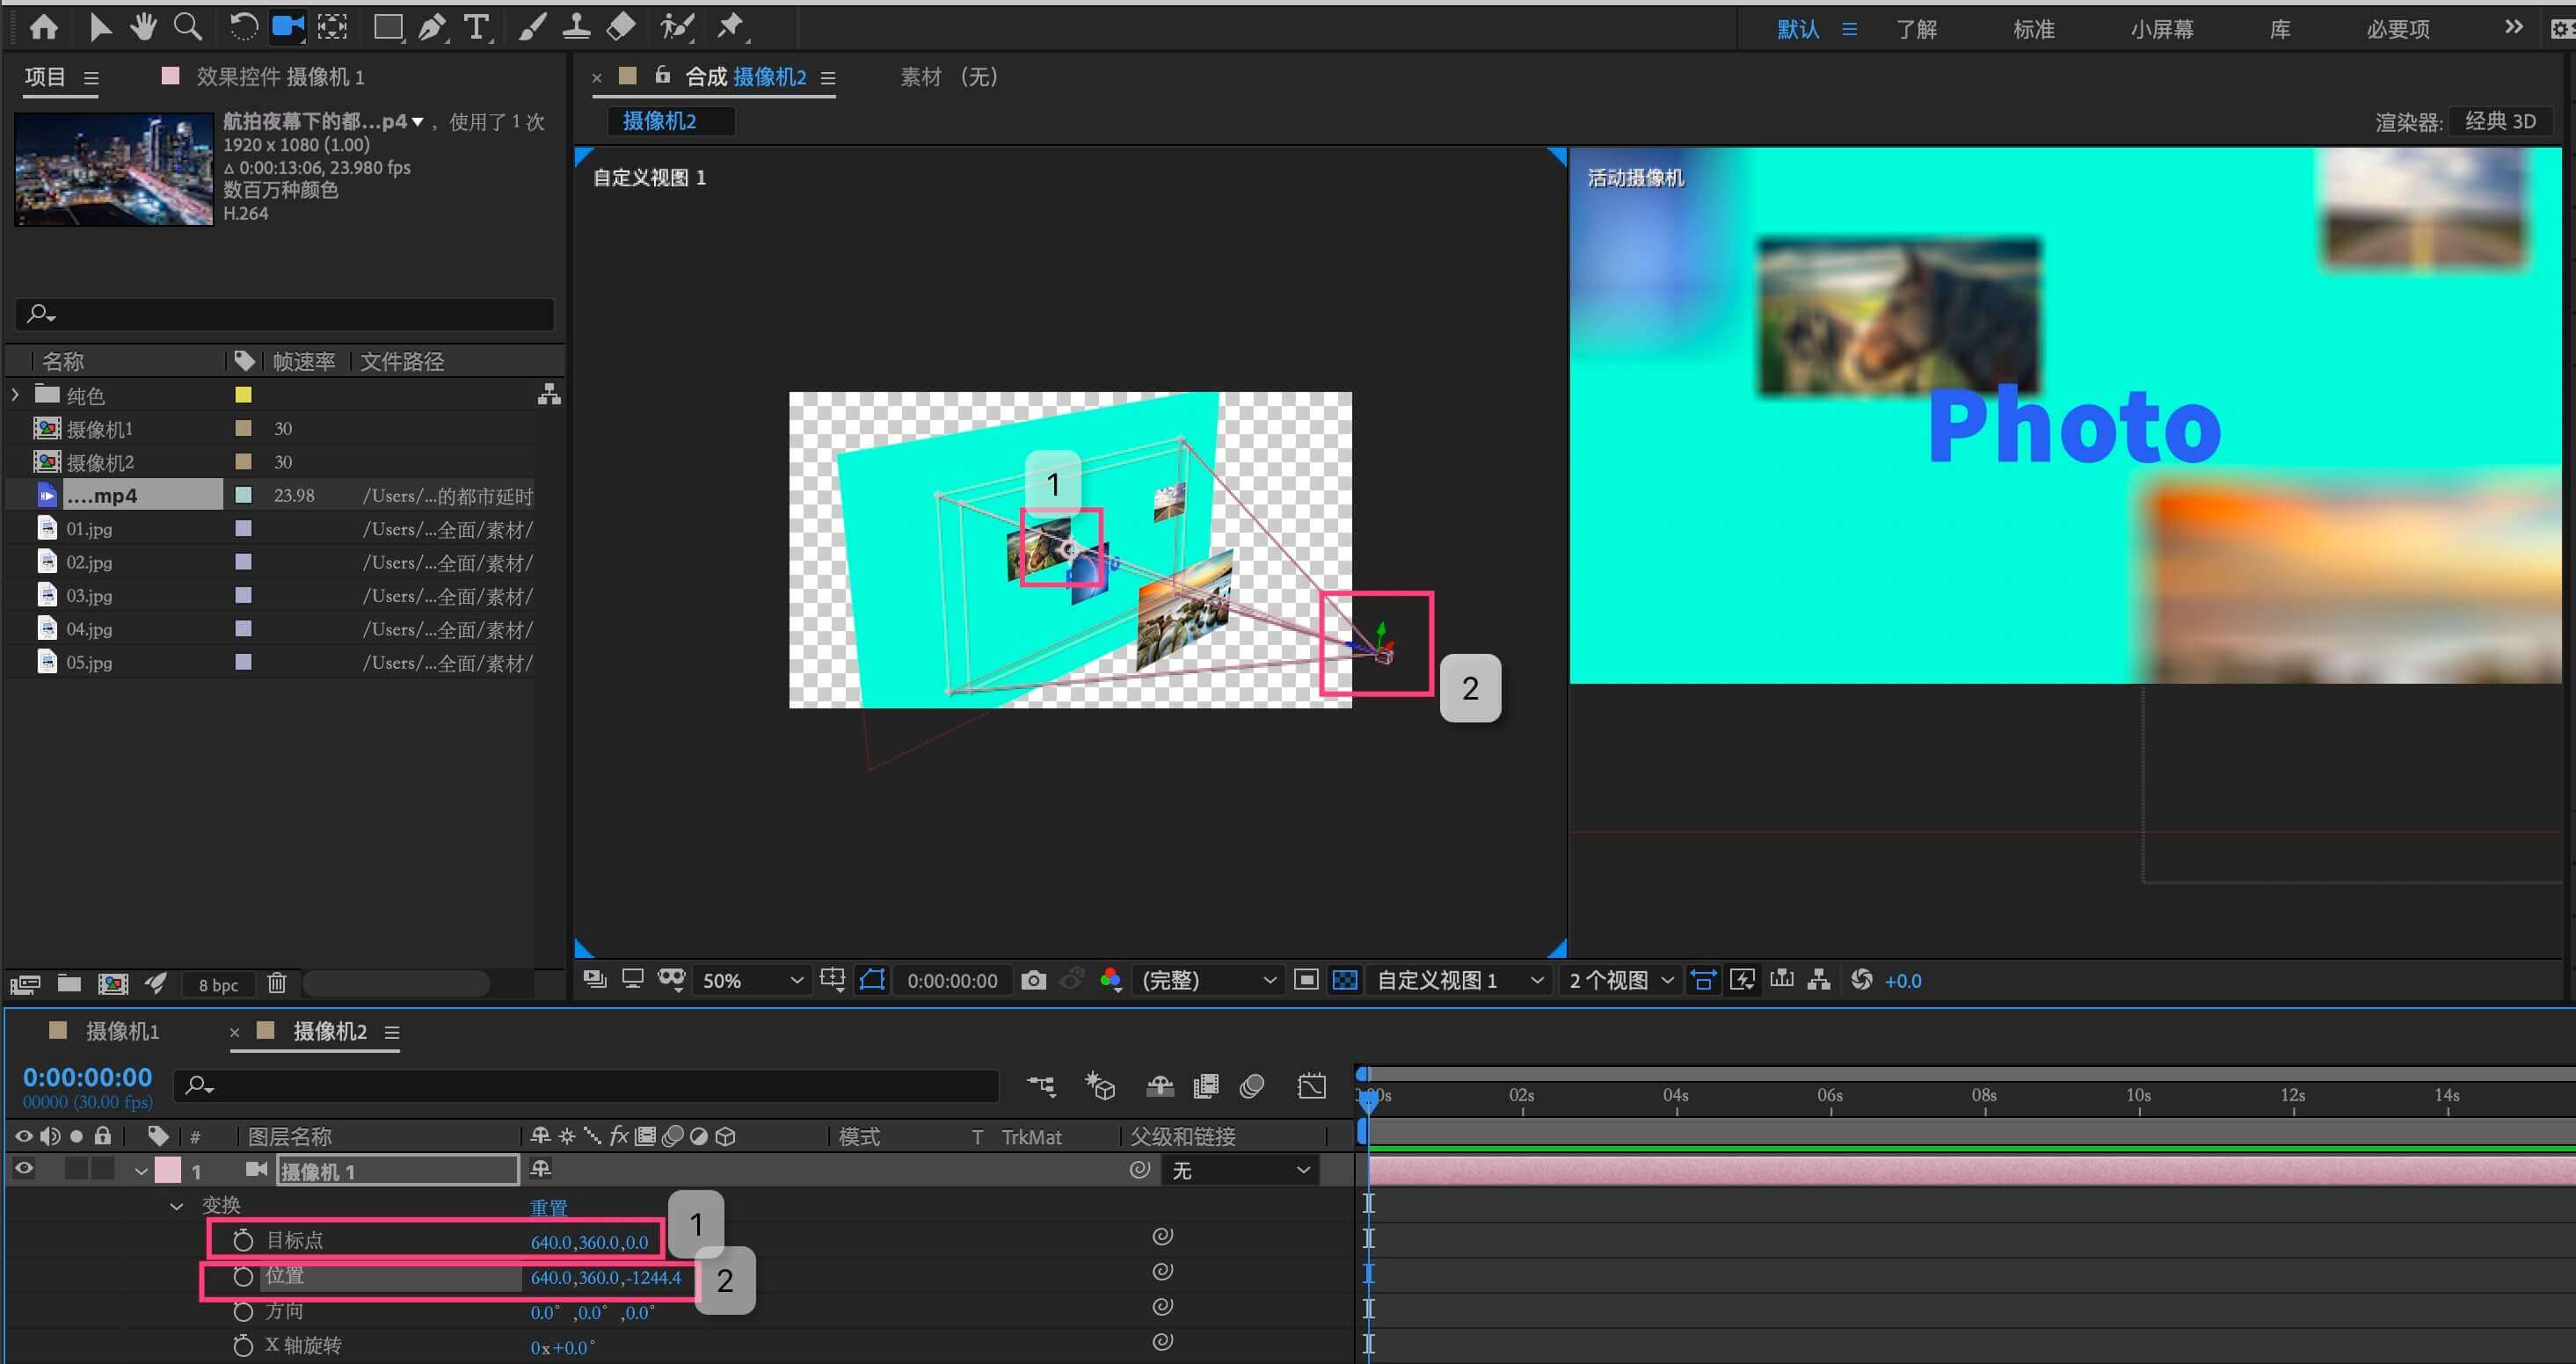 默认
了解
标准
小屏幕
库
必要项
项目
效果控件 摄像机 1
合成 摄像机2
素材 (无)
航拍夜幕下的都...p4 , 使用了 1 次
1920 x 1080 (1.00)
Δ 0:00:13:06, 23.980 fps
数百万种颜色
H.264
摄像机2
渲染器: 经典 3D
自定义视图 1
活动摄像机
Photo
1
2
名称 帧速率 文件路径
纯色
摄像机1 30
摄像机2 30
....mp4 23.98 /Users/...的都市延时
01.jpg /Users/...全面/素材/
02.jpg /Users/...全面/素材/
03.jpg /Users/...全面/素材/
04.jpg /Users/...全面/素材/
05.jpg /Users/...全面/素材/
8 bpc
50% 0:00:00:00 (完整) 自定义视图 1 2 个视图 +0.0
摄像机1 摄像机2
0:00:00:00
00000 (30.00 fps)
02s 04s 06s 08s 10s 12s 14s
# 图层名称 fx 模式 T TrkMat 父级和链接
1 摄像机 1 无
变换 重置
1
目标点 640.0,360.0,0.0
2
位置 640.0,360.0,-1244.4
方向 0.0°,0.0°,0.0°
X 轴旋转 0x+0.0°